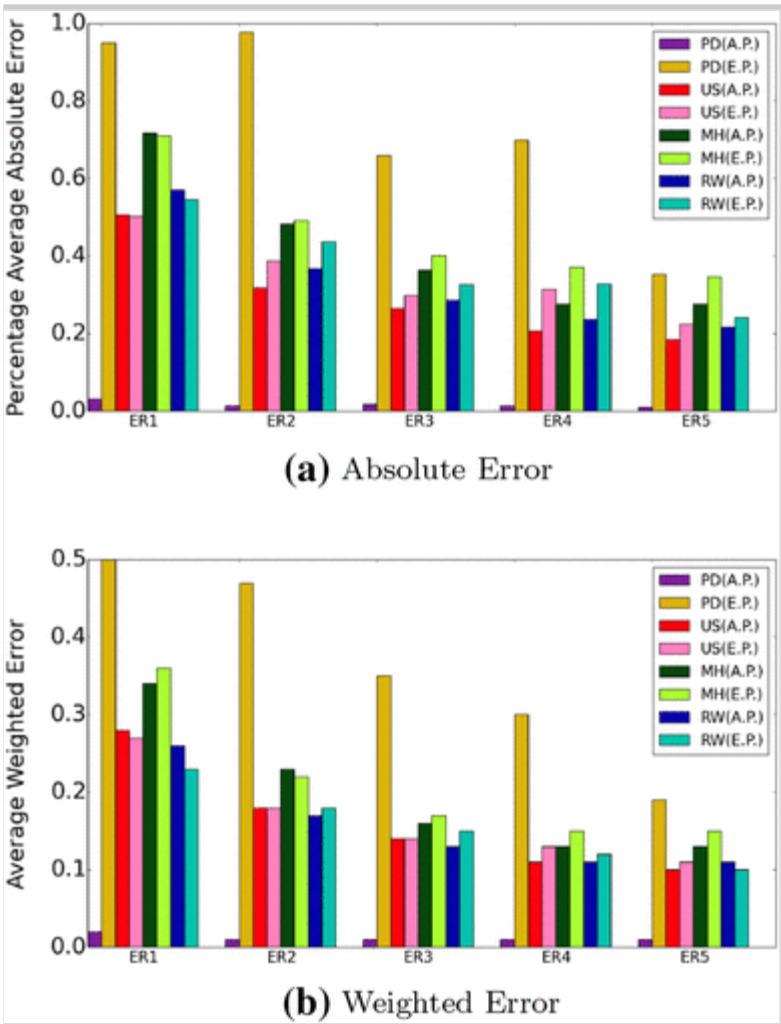 Percentage Average Absolute Error
1.0
0.8
0.6
0.4
0.2
0.0
PD(A.P.)
PD(E.P.)
US(A.P.)
US(E.P.)
MH(A.P.)
MH(E.P.)
RW(A.P.)
RW(E.P.)
ER1 ER2 ER3 ER4 ER5
(a) Absolute Error
Average Weighted Error
0.5
0.4
0.3
0.2
0.1
0.0
PD(A.P.)
PD(E.P.)
US(A.P.)
US(E.P.)
MH(A.P.)
MH(E.P.)
RW(A.P.)
RW(E.P.)
ER1 ER2 ER3 ER4 ER5
(b) Weighted Error